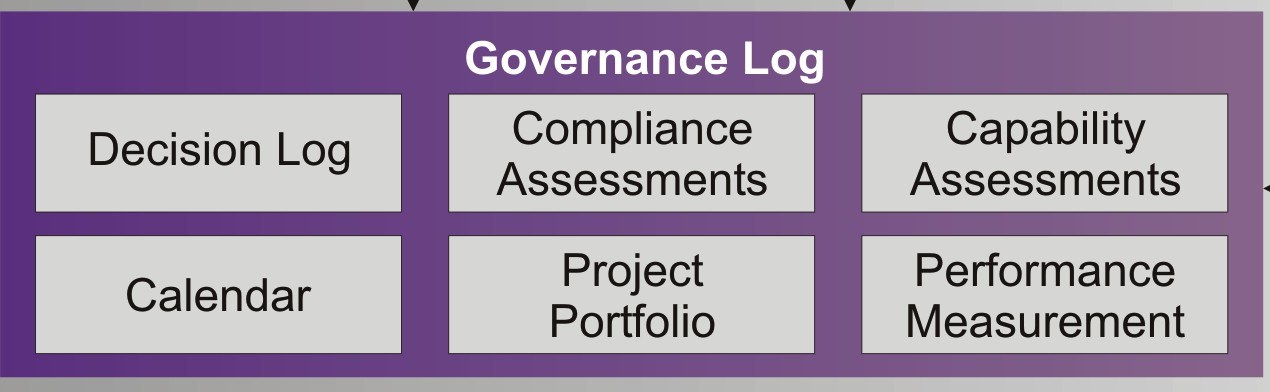 Governance Log
Decision Log
Compliance
Assessments
Capability
Assessments
Calendar
Project
Portfolio
Performance
Measurement